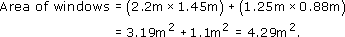 Area of windows = (2.2m × 1.45m) + (1.25m × 0.88m)
= 3.19m² + 1.1m² = 4.29m².